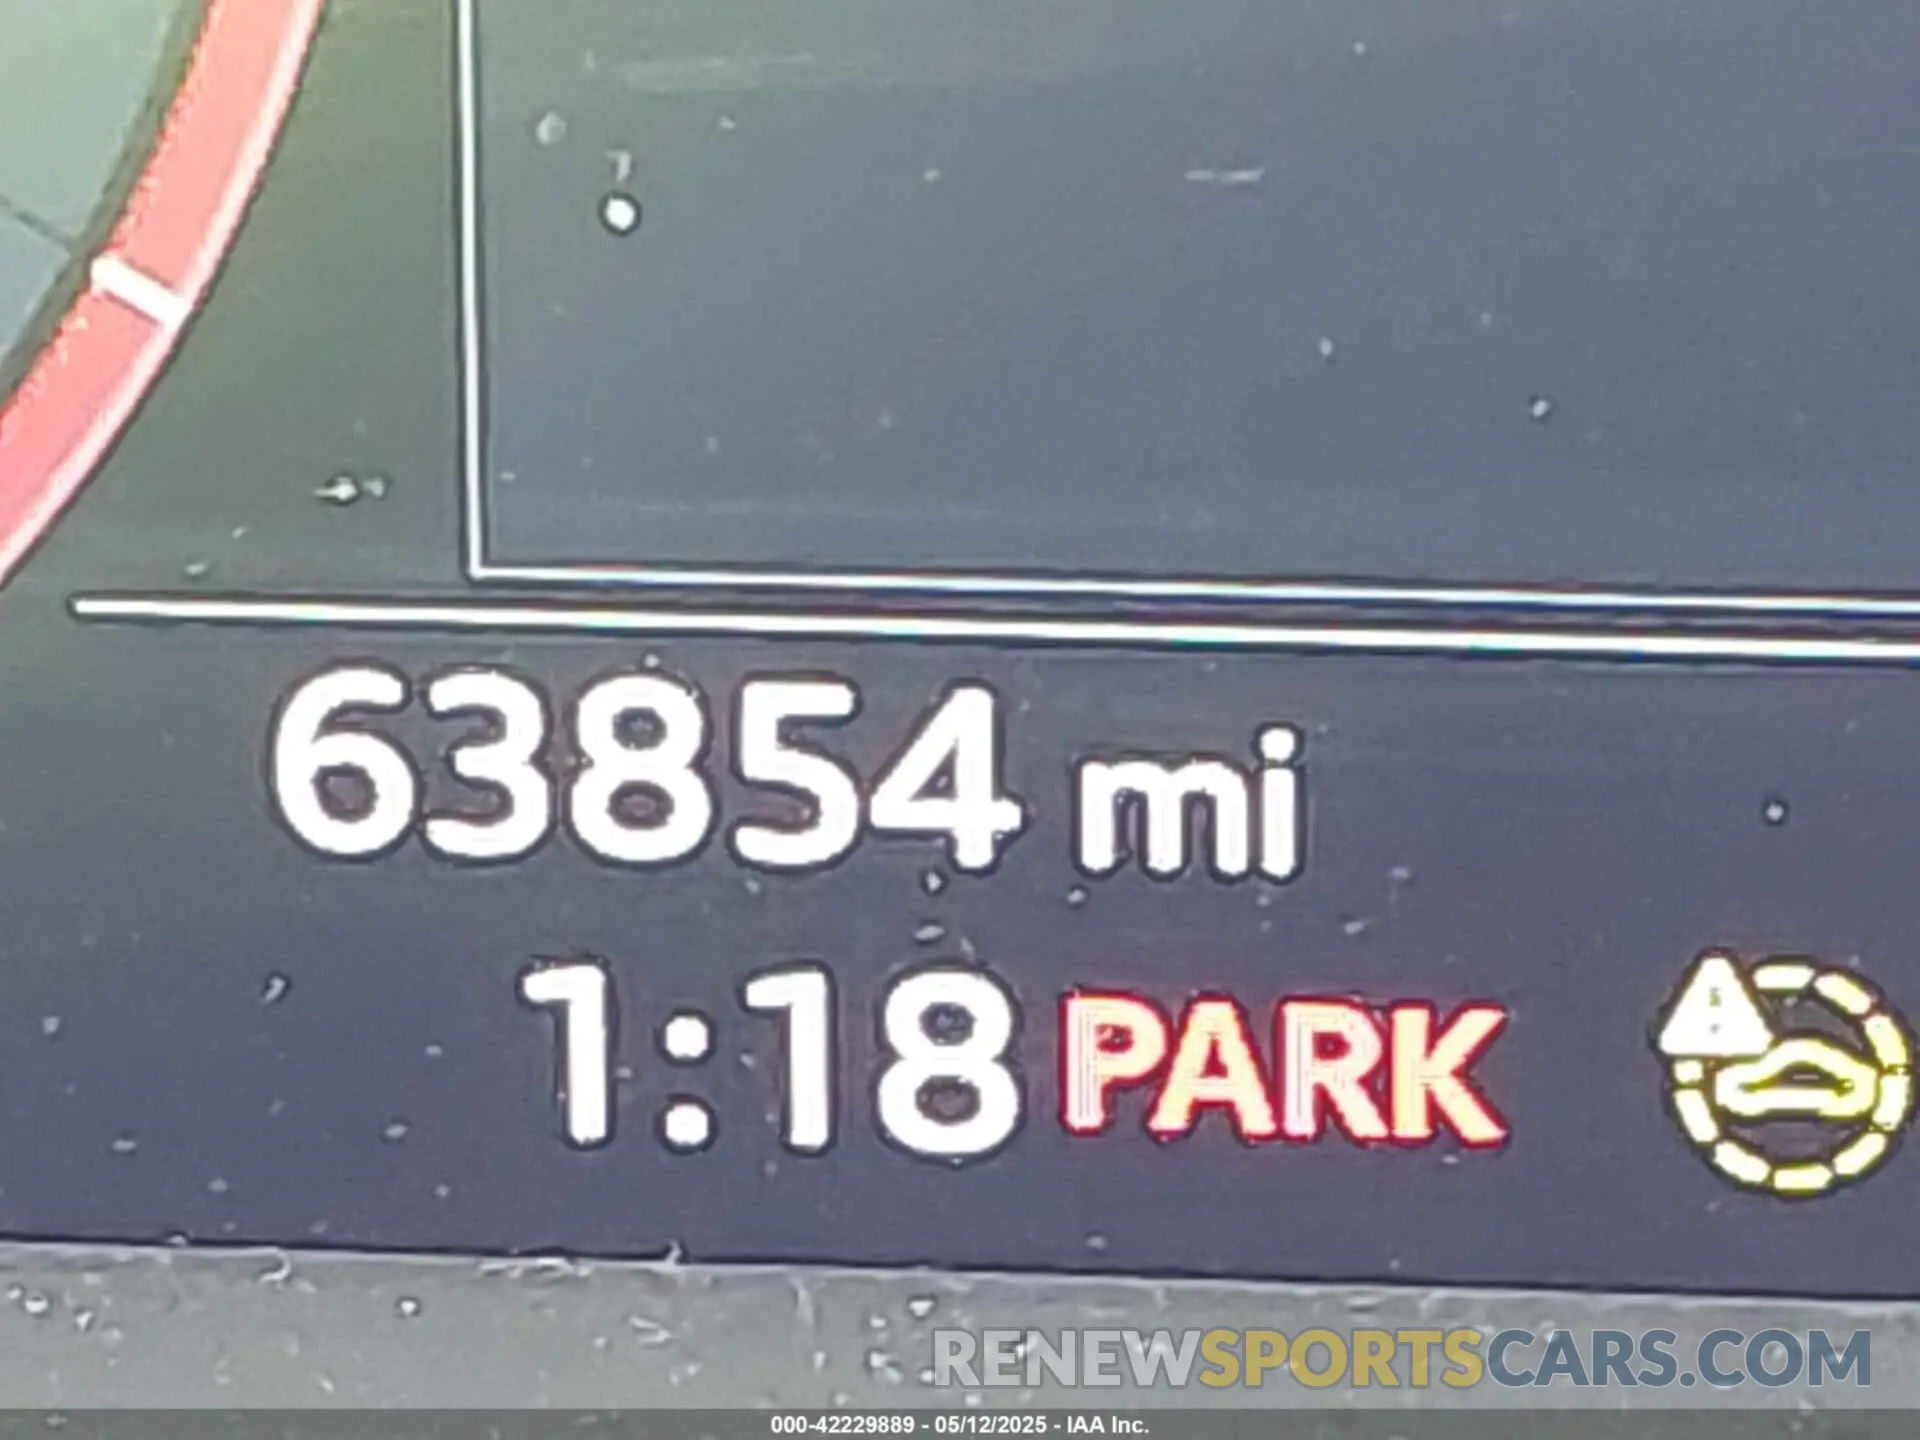 63854 mi
1:18 PARK
RENEWSPORTSCARS.COM
000-42229889 - 05/12/2025 - IAA Inc.